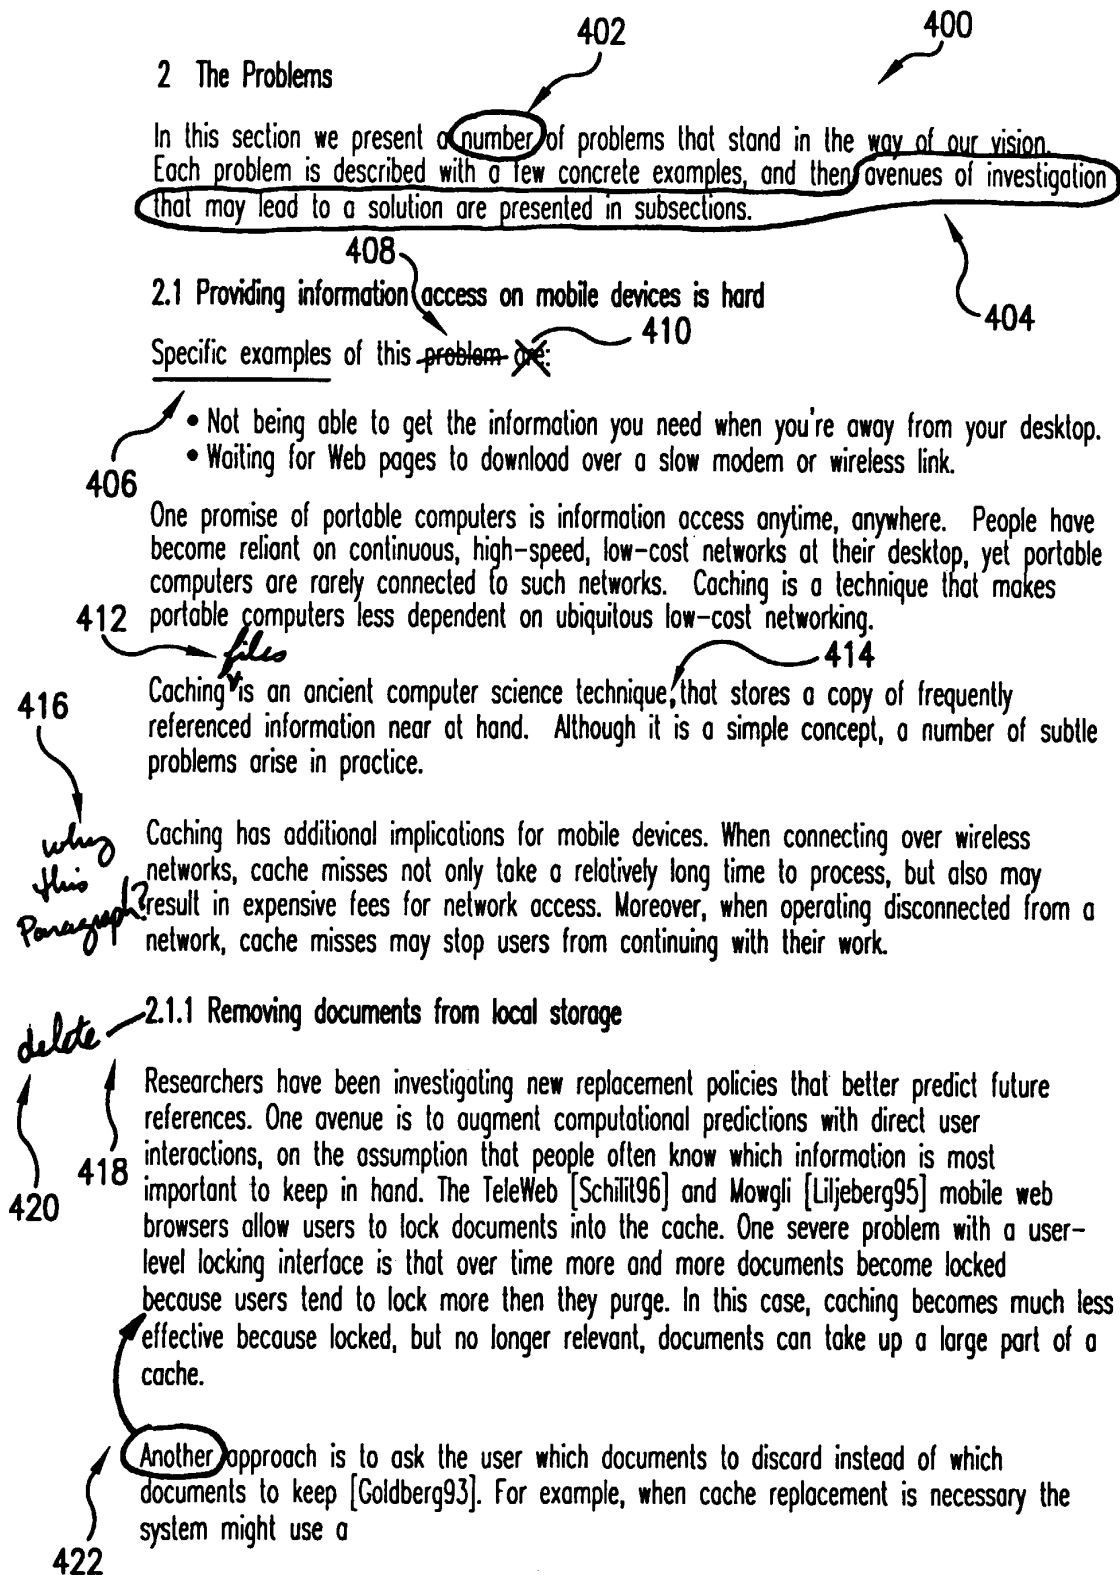 402
400
2 The Problems
In this section we present a number of problems that stand in the way of our vision.
Each problem is described with a few concrete examples, and then avenues of investigation
that may lead to a solution are presented in subsections.
408
404
2.1 Providing information access on mobile devices is hard
410
Specific examples of this problem are:
• Not being able to get the information you need when you're away from your desktop.
• Waiting for Web pages to download over a slow modem or wireless link.
406
One promise of portable computers is information access anytime, anywhere. People have
become reliant on continuous, high-speed, low-cost networks at their desktop, yet portable
computers are rarely connected to such networks. Caching is a technique that makes
portable computers less dependent on ubiquitous low-cost networking.
412
files
414
Caching is an ancient computer science technique, that stores a copy of frequently
referenced information near at hand. Although it is a simple concept, a number of subtle
problems arise in practice.
416
why
this
Paragraph?
Caching has additional implications for mobile devices. When connecting over wireless
networks, cache misses not only take a relatively long time to process, but also may
result in expensive fees for network access. Moreover, when operating disconnected from a
network, cache misses may stop users from continuing with their work.
delete
2.1.1 Removing documents from local storage
Researchers have been investigating new replacement policies that better predict future
references. One avenue is to augment computational predictions with direct user
interactions, on the assumption that people often know which information is most
important to keep in hand. The TeleWeb [Schilit96] and Mowgli [Liljeberg95] mobile web
browsers allow users to lock documents into the cache. One severe problem with a user-
level locking interface is that over time more and more documents become locked
because users tend to lock more then they purge. In this case, caching becomes much less
effective because locked, but no longer relevant, documents can take up a large part of a
cache.
418
420
Another approach is to ask the user which documents to discard instead of which
documents to keep [Goldberg93]. For example, when cache replacement is necessary the
system might use a
422